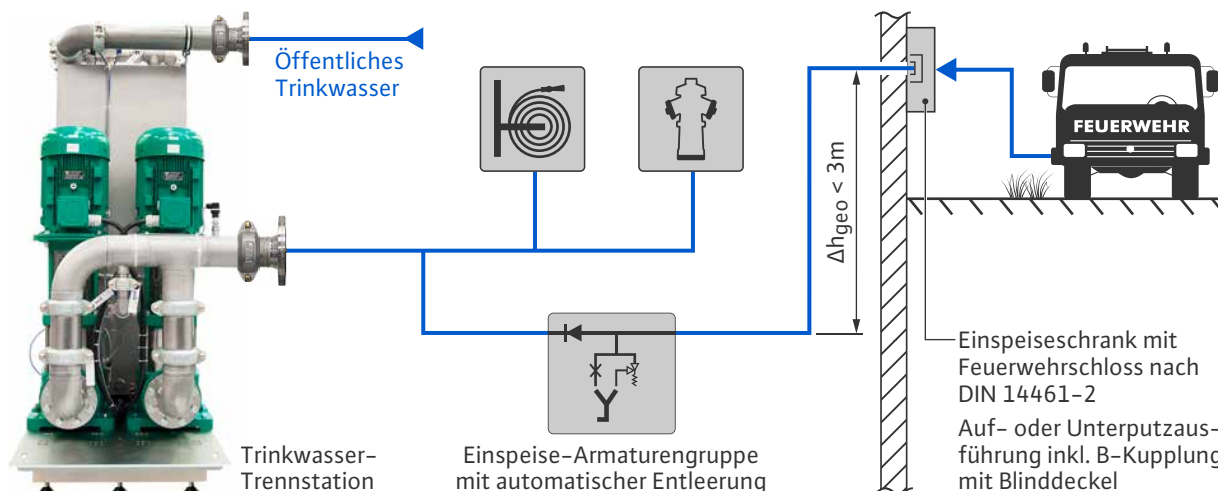 Öffentliches
Trinkwasser
FEUERWEHR
Δhgeo < 3m
Trinkwasser-
Trennstation
Einspeise-Armaturengruppe
mit automatischer Entleerung
Einspeiseschrank mit
Feuerwehrschloss nach
DIN 14461-2
Auf- oder Unterputzaus-
führung inkl. B-Kupplung
mit Blinddeckel